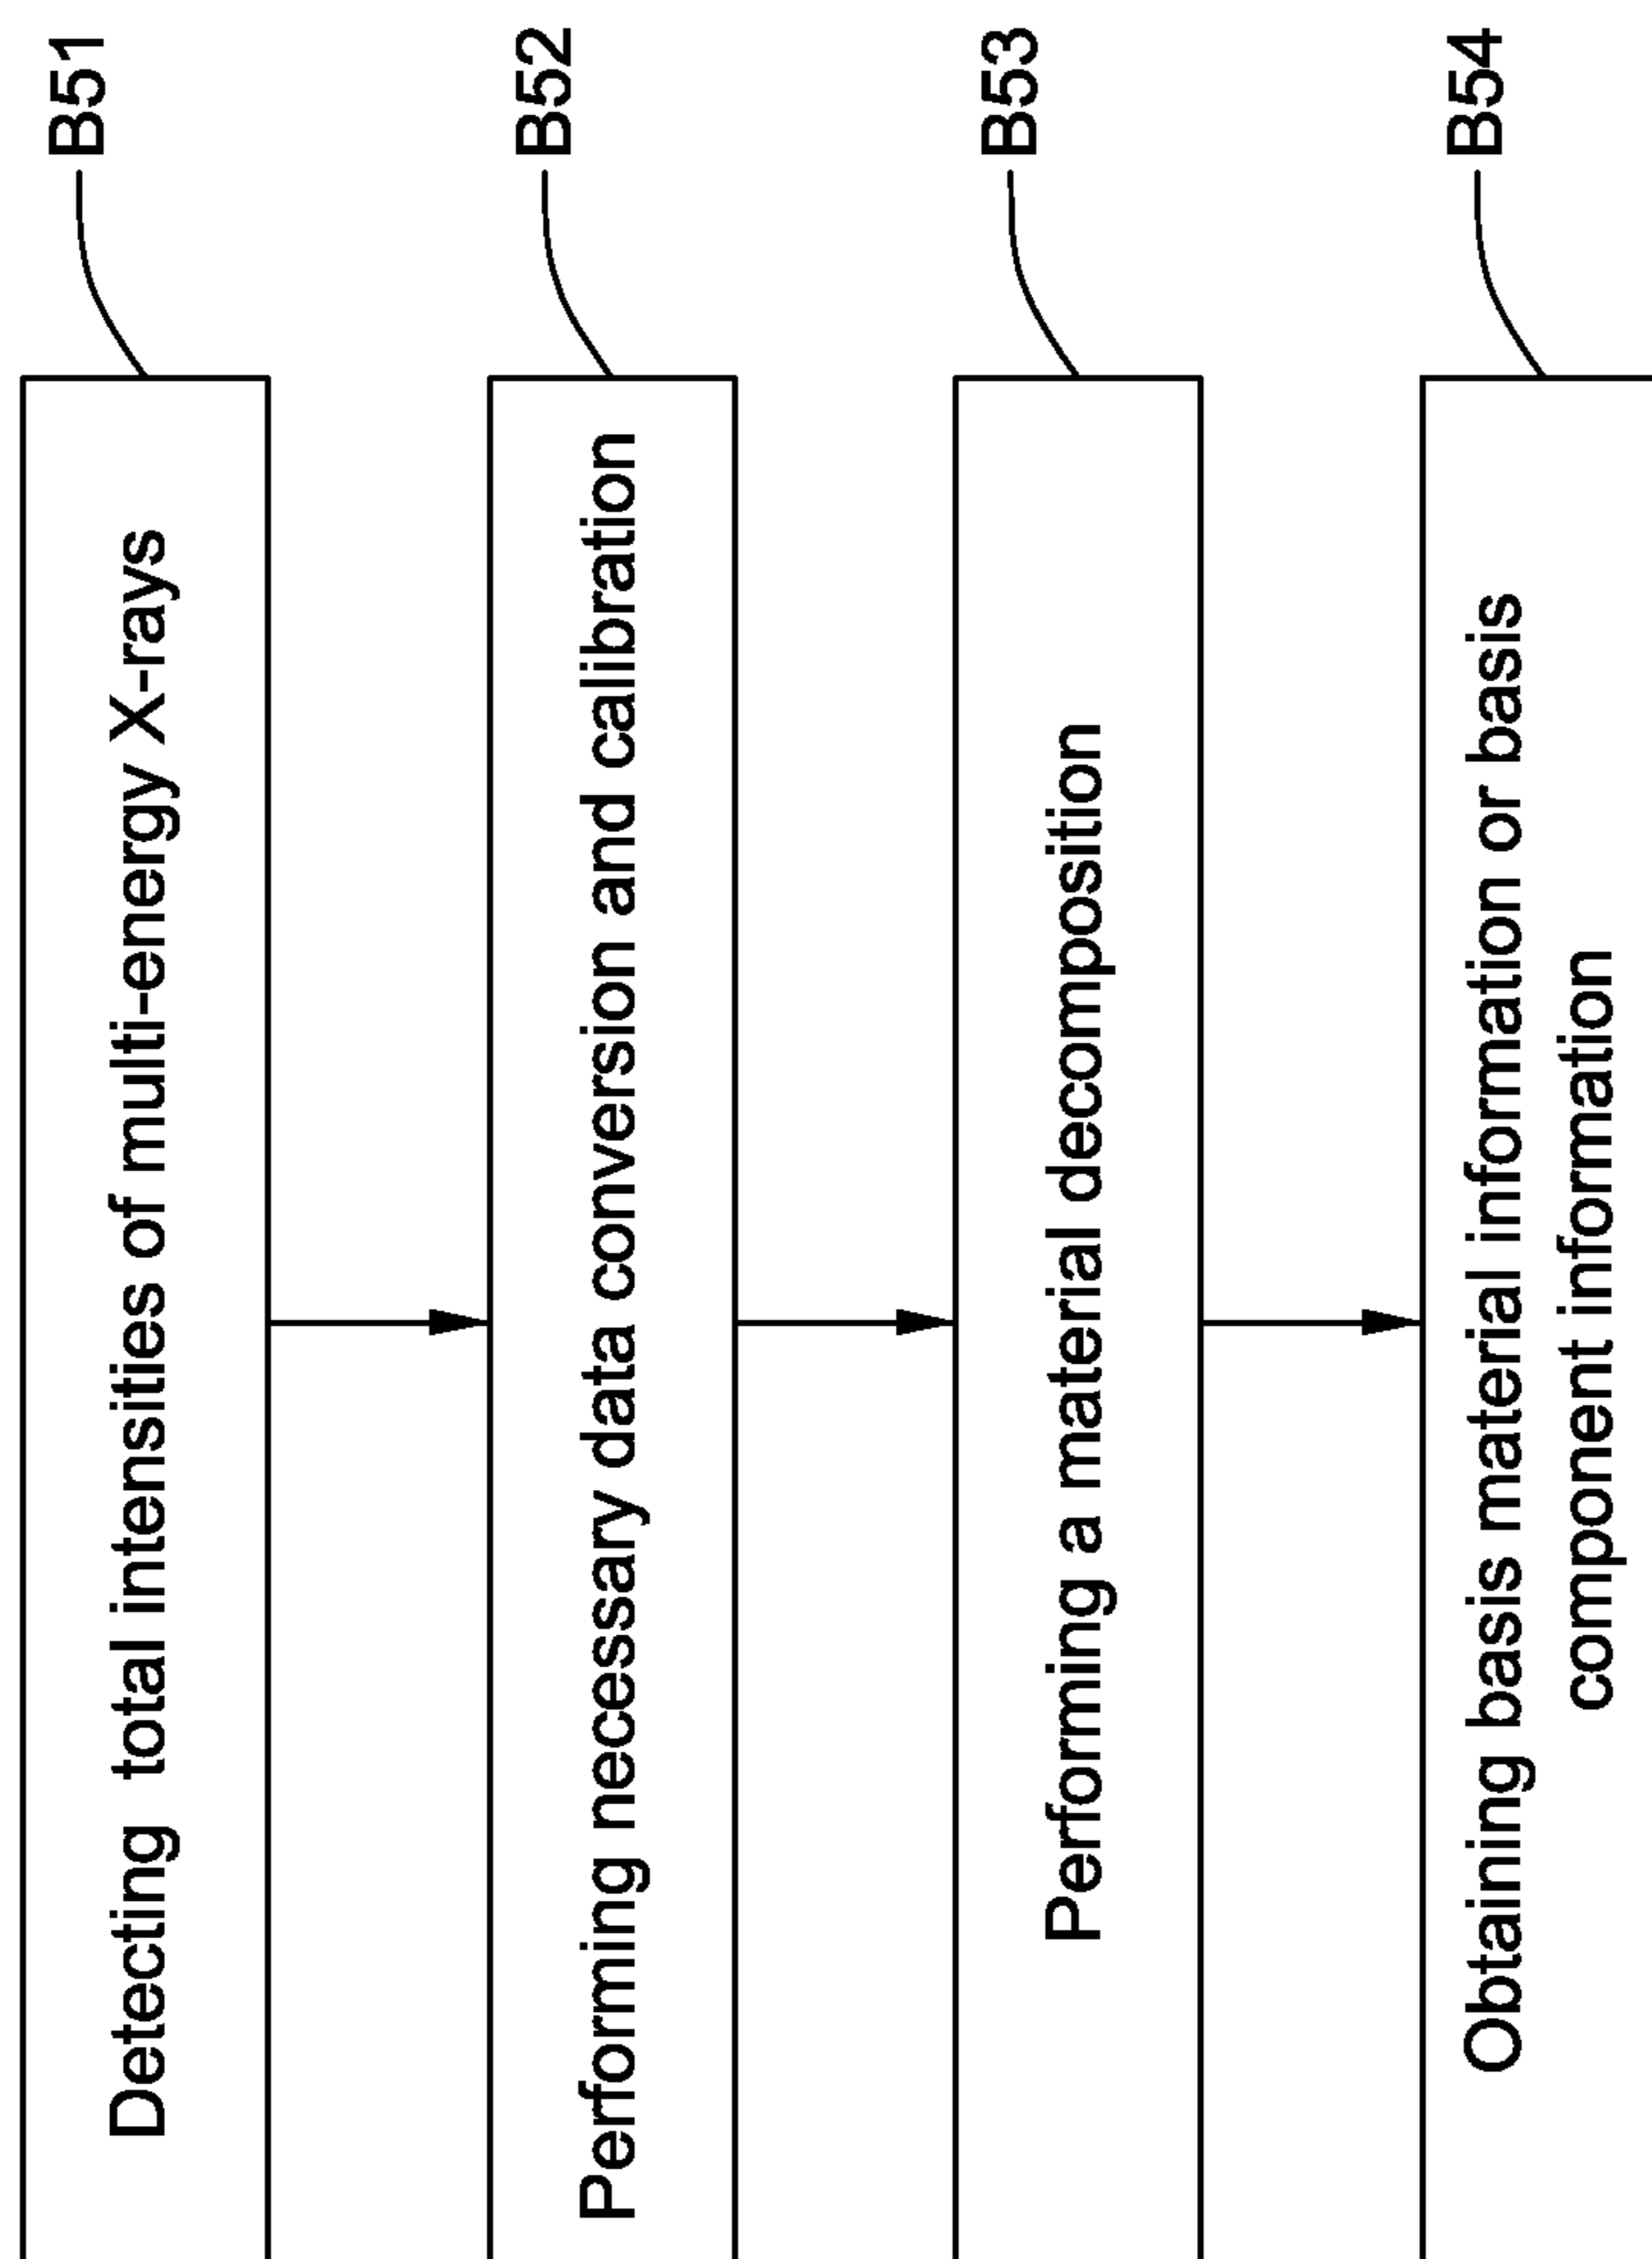 Detecting total intensities of multi-energy X-rays
B51
Performing necessary data conversion and calibration
B52
Performing a material decomposition
B53
Obtaining basis material information or basis
component information
B54